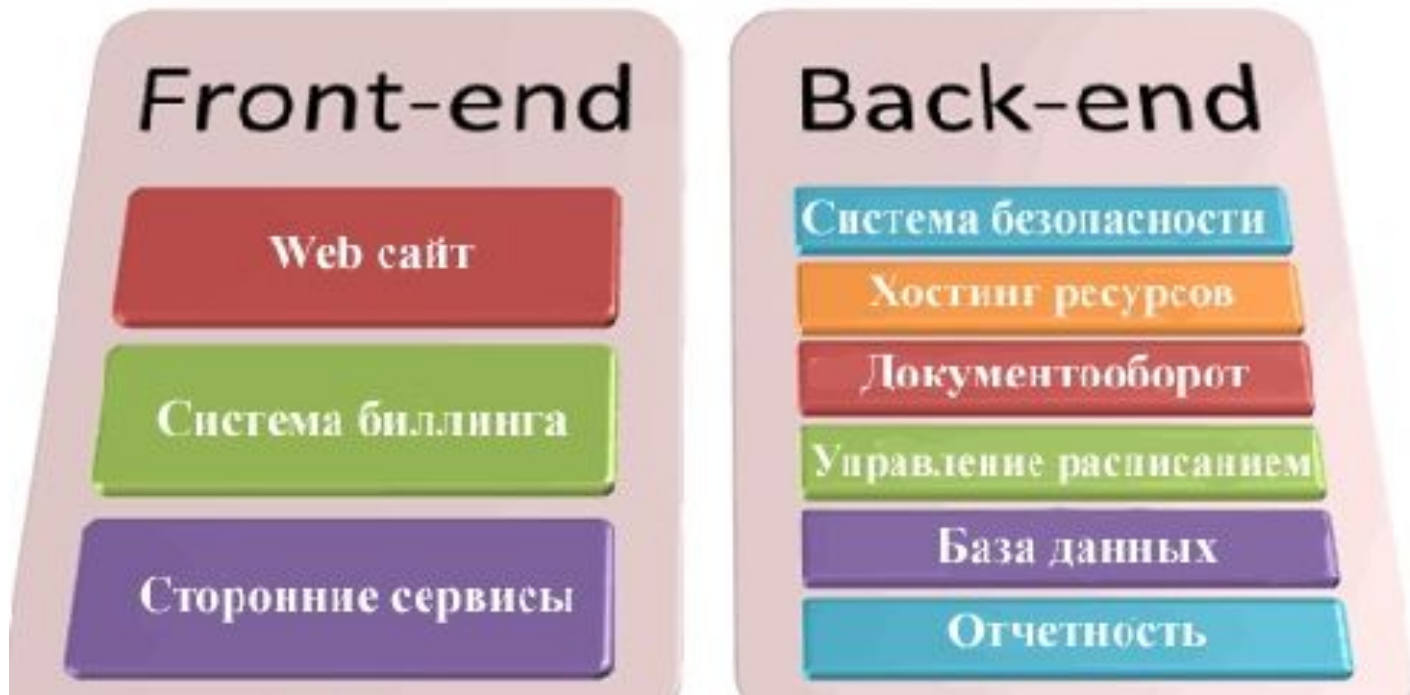 Front-end
Web сайт
Система биллинга
Сторонние сервисы
Back-end
Система безопасности
Хостинг ресурсов
Документооборот
Управление расписанием
База данных
Отчетность